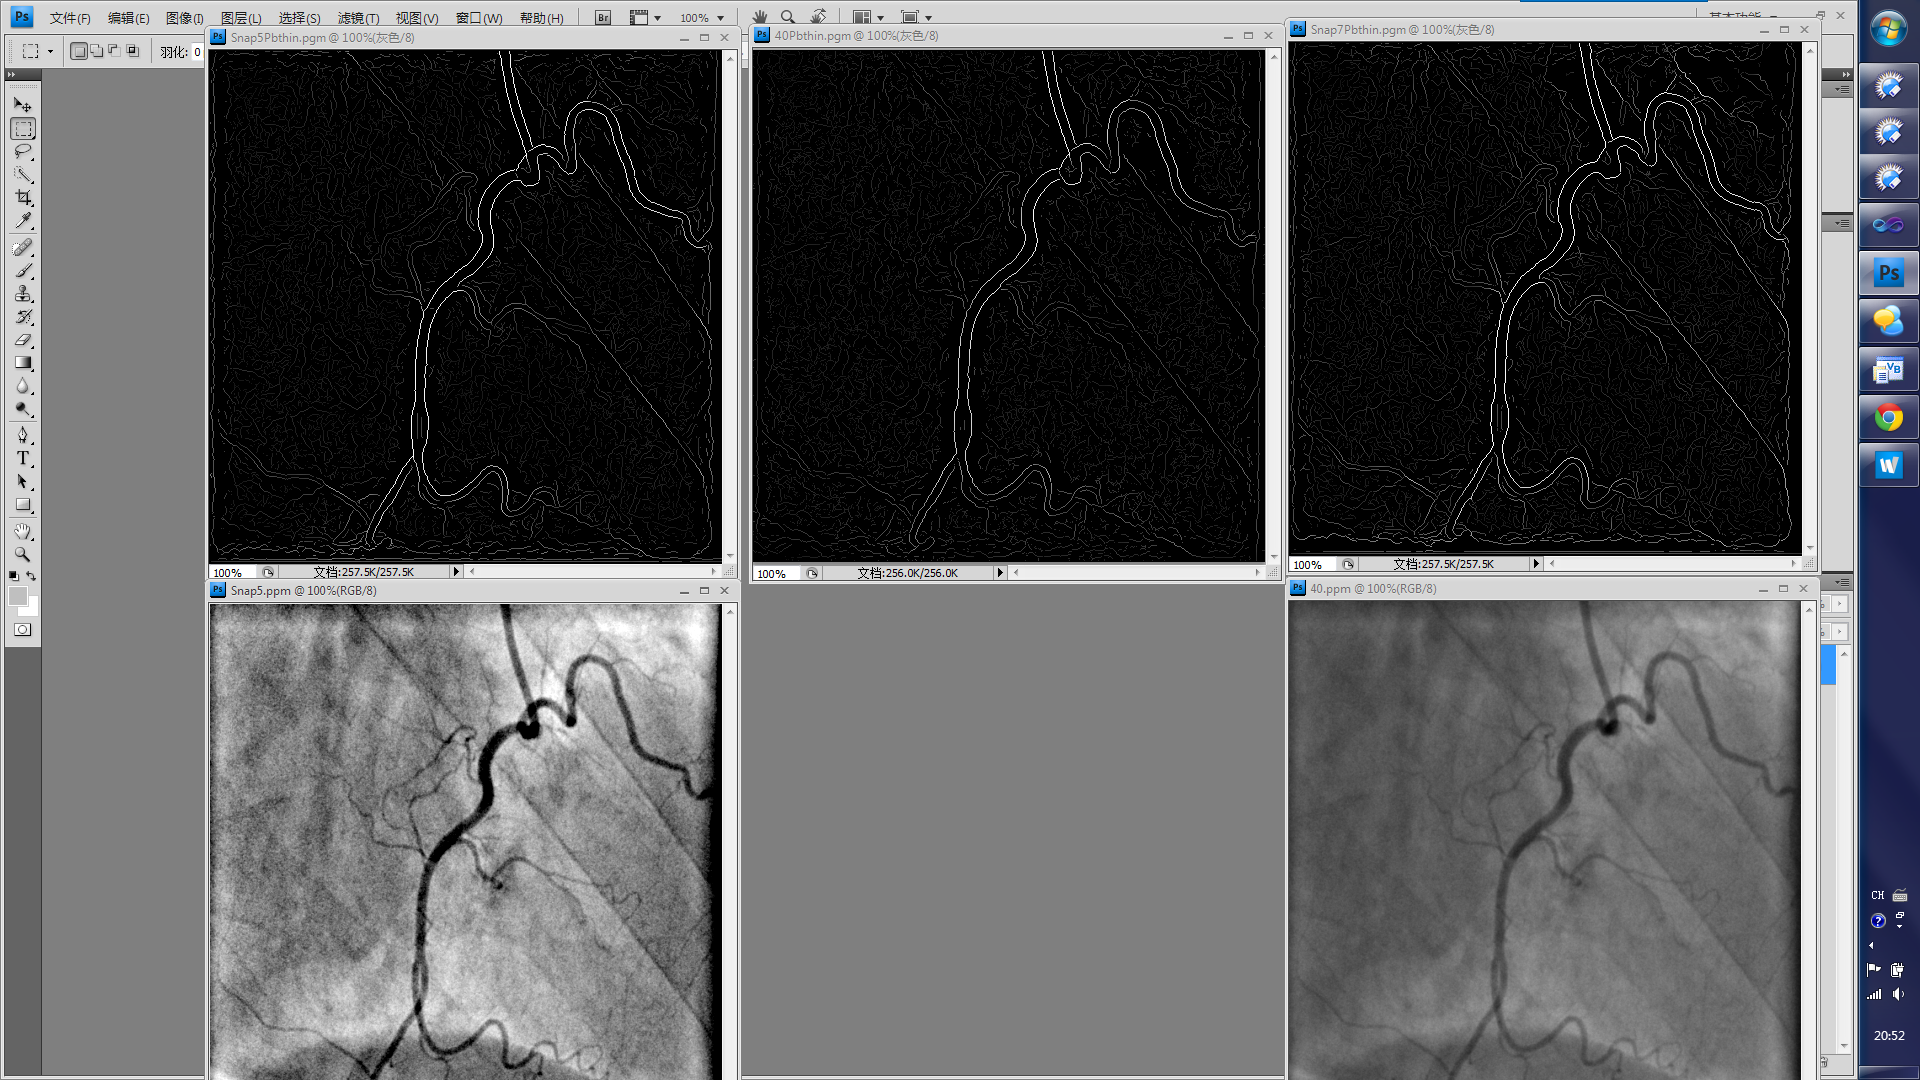 Ps 文件(F) 编辑(E) 图像(I) 图层(L) 选择(S) 滤镜(T) 视图(V) 窗口(W) 帮助(H) Br 100%
羽化: 0
Snap5Pbthin.pgm @ 100%(灰色/8)
40Pbthin.pgm @ 100%(灰色/8)
Snap7Pbthin.pgm @ 100%(灰色/8)
100% 文档:257.5K/257.5K
100% 文档:256.0K/256.0K
100% 文档:257.5K/257.5K
Snap5.ppm @ 100%(RGB/8)
40.ppm @ 100%(RGB/8)
Ps
VB
W
CH
20:52